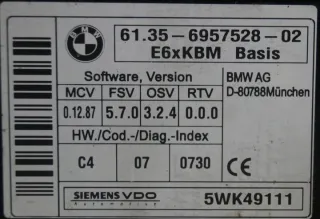 BMW
61.35-6957528-02
E6xKBM Basis
Software, Version
MCV FSV OSV RTV
0.12.87 5.7.0 3.2.4 0.0.0
BMW AG
D-80788München
HW./Cod.-/Diag.-Index
C4 07 0730
CE
SIEMENS VDO
Automotive
5WK49111